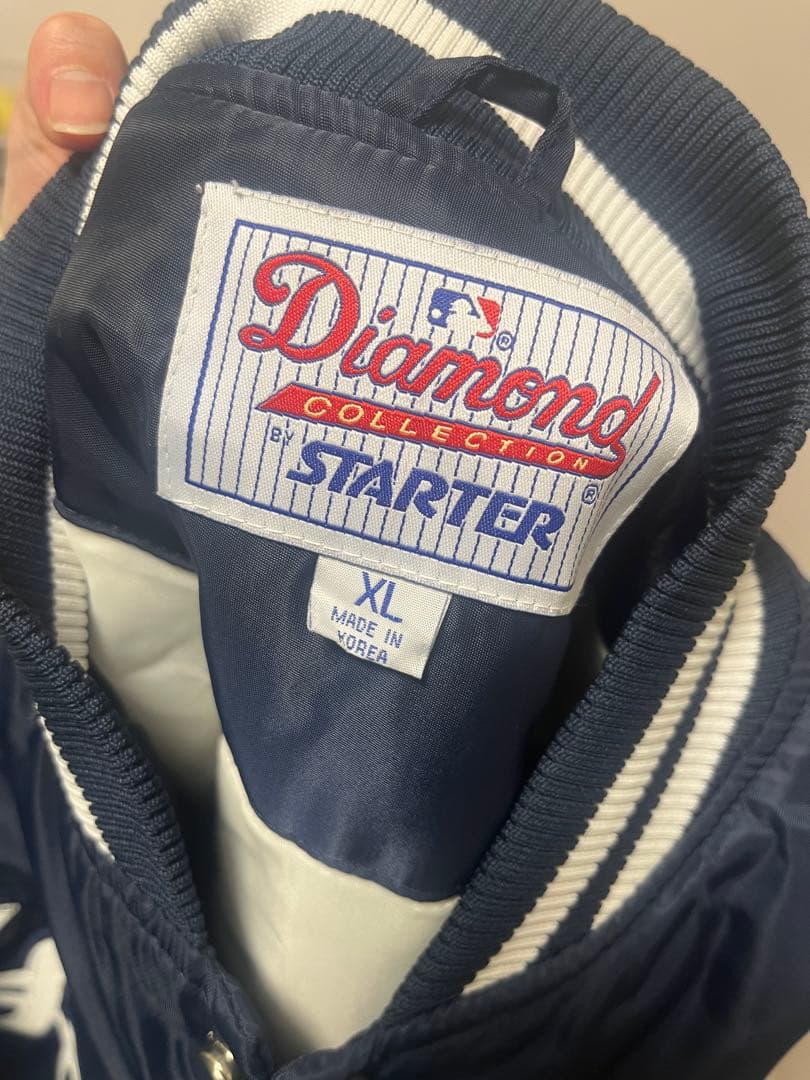 Diamond ®
COLLECTION
BY STARTER ®
XL
MADE IN
KOREA